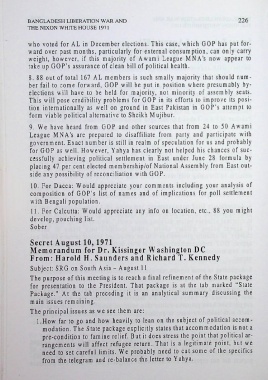 BANGLADESH LIBERATION WAR AND
THE NIXON WHITE HOUSE 1971
226
who voted for AL in December elections. This case, which GOP has put for-
ward over past months, particularly for external consumption, can only carry
weight, however, if this majority of Awami League MNA's now appear to
take up GOP's assurance of clean bill of political health.
8. 88 out of total 167 AL members is such smally majority that should num-
ber fail to come forward, GOP will be put in position where presumably by-
elections will have to be held for majority, not minority of assembly seats.
This will pose credibility problems for GOP in its efforts to improve its posi-
tion internationally as well on ground in East Pakistan in GOP's attempt to
form viable political alternative to Sheikh Mujibur.
9. We have heard from GOP and other sources that from 24 to 50 Awami
League MNA's are prepared to disaffiliate from party and participate with
government. Exact number is still in realm of speculation for us and probably
for GOP as well. However, Yahya has clearly not helped his chances of suc-
cessfully achieving political settlement in East under June 28 formula by
placing 47 per cent elected membership of National Assembly from East out-
side any possibility of reconciliation with GOP.
10. For Dacca: Would appreciate your comments including your analysis of
composition of GOP's list of names and of implications for poll settlement
with Bengali population.
11. For Calcutta: Would appreciate any info on location, etc., 88 you might
develop, pouching list.
Sober
Secret August 10, 1971
Memorandum for Dr. Kissinger Washington DC
From: Harold H. Saunders and Richard T. Kennedy
Subject: SRG on South Asia - August 11
The purpose of this meeting is to reach a final refinement of the State package
for presentation to the President. That package is at the tab marked "State
Package." At the tab preceding it is an analytical summary discussing the
main issues remaining.
The principal issues as we see them are:
1. How far to go and how heavily to lean on the subject of political accom-
modation. The State package explicitly states that accommodation is not a
pre-condition to famine relief. But it does stress the point that political ar-
rangements will affect refugee return. That is a legitimate point, but we
need to set careful limits. We probably need to cut some of the specifics
from the telegram and re-balance the letter to Yahya.